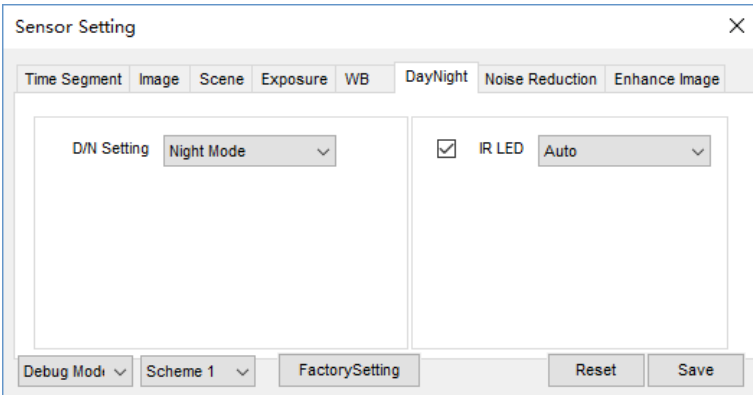 Sensor Setting
Time Segment Image Scene Exposure WB DayNight Noise Reduction Enhance Image
D/N Setting Night Mode IR LED Auto
Debug Mod Scheme 1 FactorySetting Reset Save